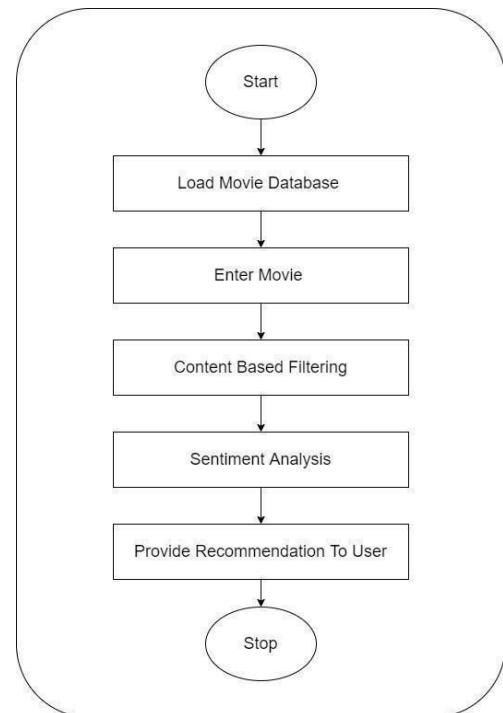 Start
Load Movie Database
Enter Movie
Content Based Filtering
Sentiment Analysis
Provide Recommendation To User
Stop